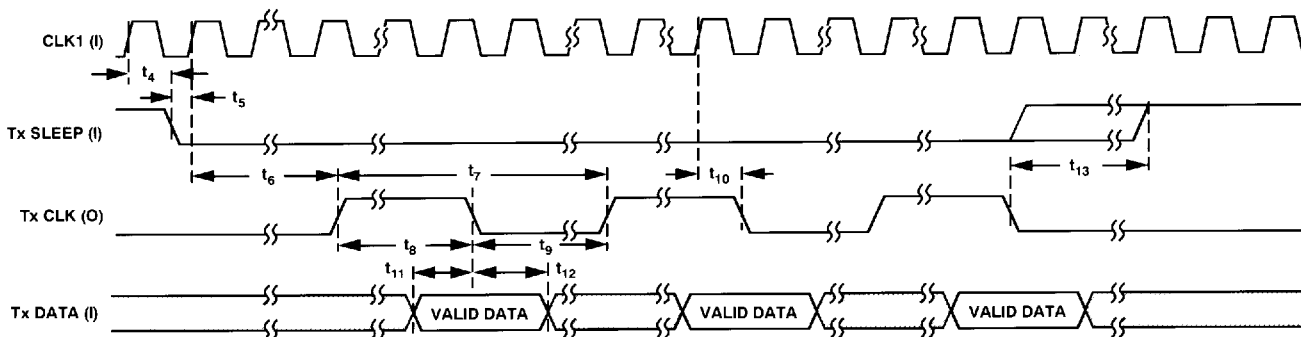 CLK1 (I)
t4
t5
Tx SLEEP (I)
t6
t7
t10
t13
Tx CLK (O)
t8
t9
t11
t12
Tx DATA (I)
VALID DATA
VALID DATA
VALID DATA